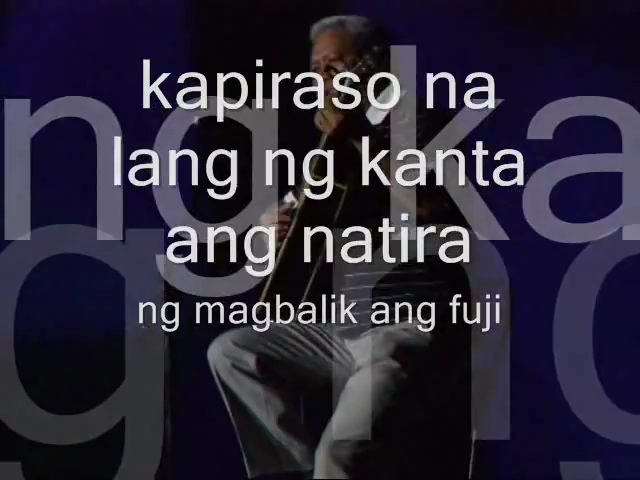 kapiraso na
lang ng kanta
ang natira
ng magbalik ang fuji